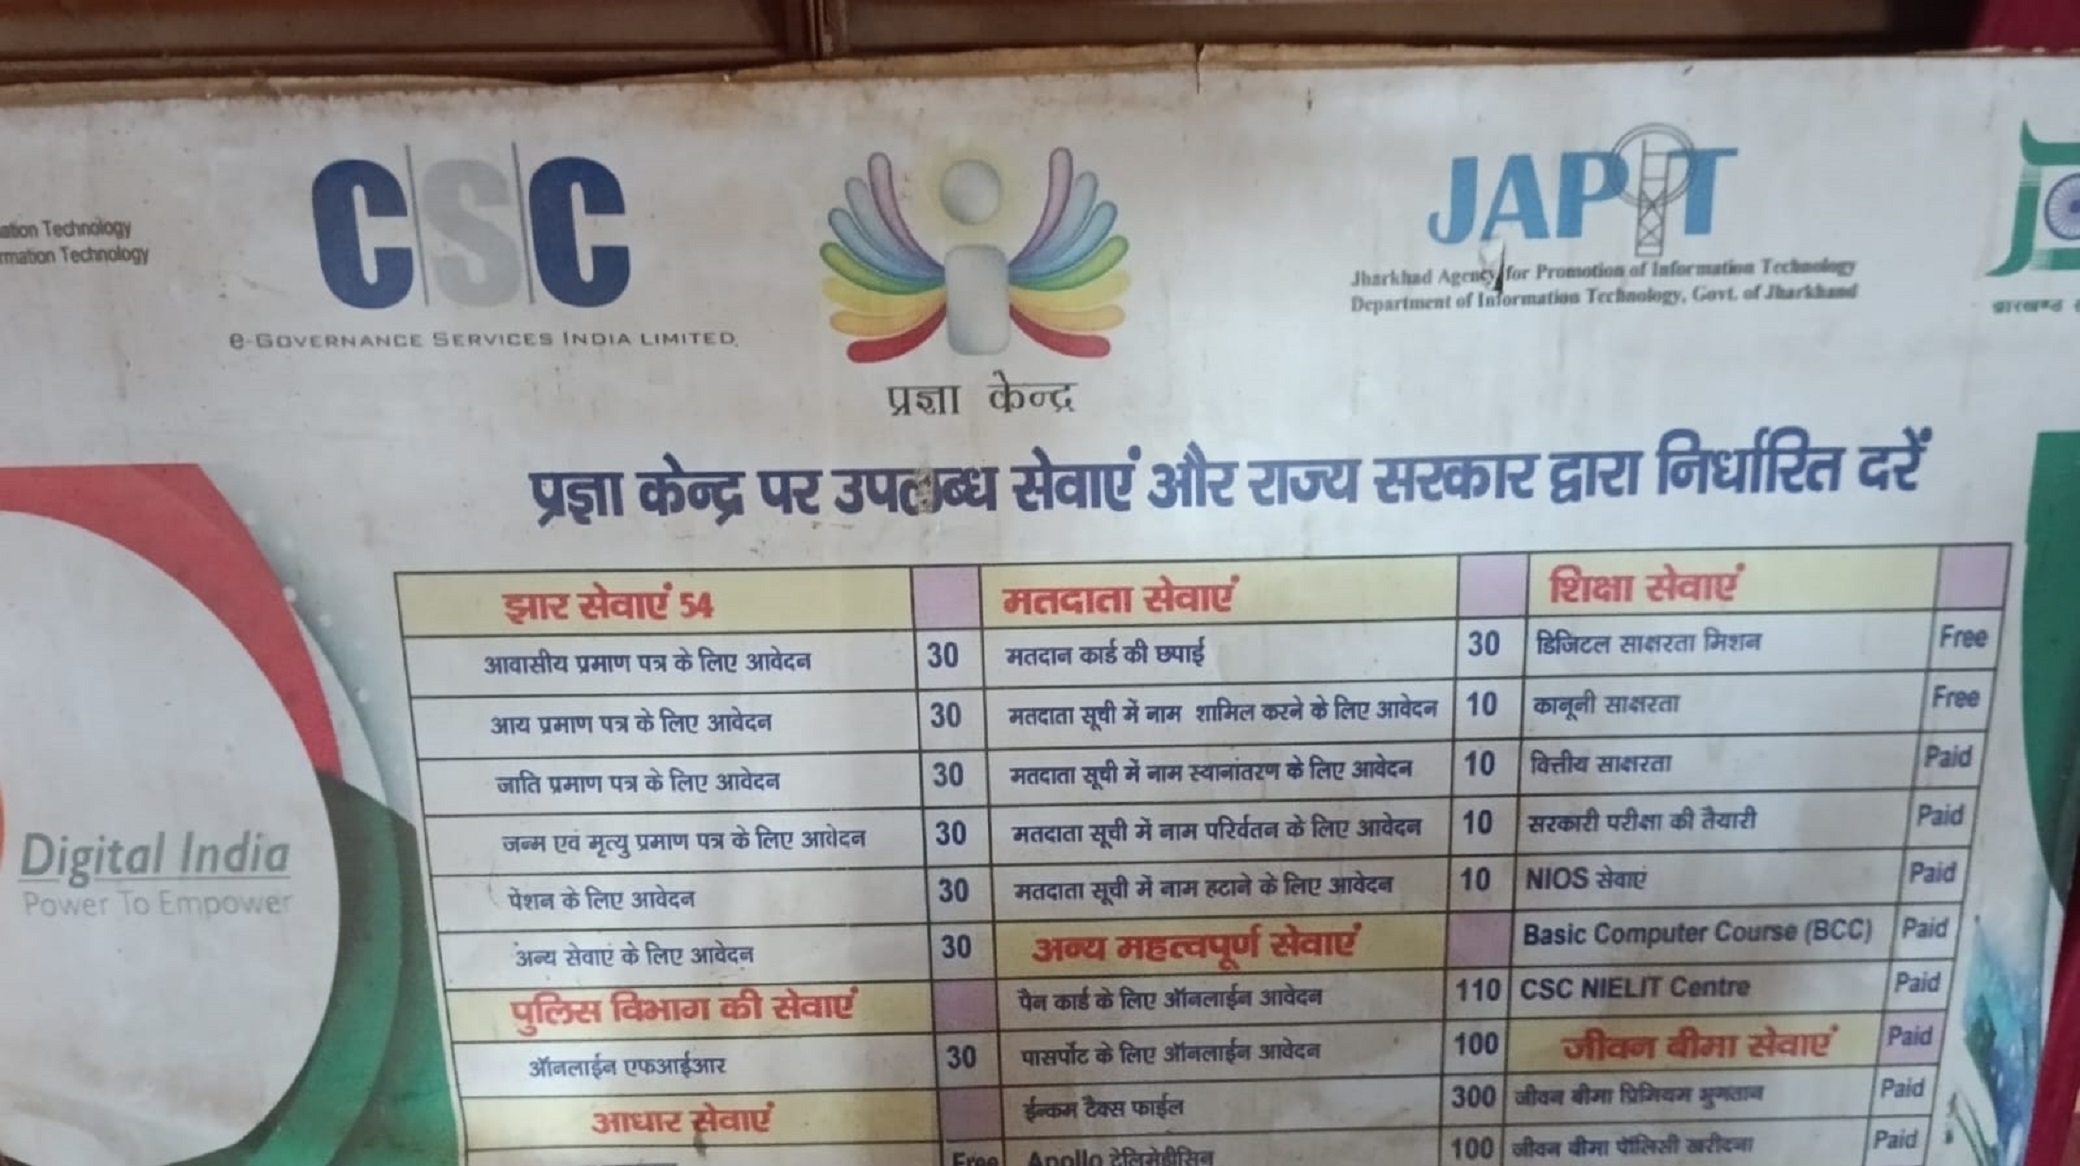 ation Technology
rmation Technology
CSC
e-GOVERNANCE SERVICES INDIA LIMITED
प्रज्ञा केन्द्र
JAPIT
Jharkhad Agency for Promotion of Information Technology
Department of Information Technology, Govt. of Jharkhand
झारखण्ड
प्रज्ञा केन्द्र पर उपलब्ध सेवाएं और राज्य सरकार द्वारा निर्धारित दरें
Digital India
Power To Empower
झार सेवाएं 54
आवासीय प्रमाण पत्र के लिए आवेदन 30
आय प्रमाण पत्र के लिए आवेदन 30
जाति प्रमाण पत्र के लिए आवेदन 30
जन्म एवं मृत्यु प्रमाण पत्र के लिए आवेदन 30
पेंशन के लिए आवेदन 30
अन्य सेवाएं के लिए आवेदन 30
पुलिस विभाग की सेवाएं
ऑनलाईन एफआईआर 30
आधार सेवाएं
Free
मतदाता सेवाएं
मतदान कार्ड की छपाई 30
मतदाता सूची में नाम शामिल करने के लिए आवेदन 10
मतदाता सूची में नाम स्थानांतरण के लिए आवेदन 10
मतदाता सूची में नाम परिर्वतन के लिए आवेदन 10
मतदाता सूची में नाम हटाने के लिए आवेदन 10
अन्य महत्वपूर्ण सेवाएं
पैन कार्ड के लिए ऑनलाईन आवेदन 110
पासर्पोट के लिए ऑनलाईन आवेदन 100
ईन्कम टैक्स फाईल 300
Apollo टेलिमेडीसिन 100
शिक्षा सेवाएं
डिजिटल साक्षरता मिशन Free
कानूनी साक्षरता Free
वित्तीय साक्षरता Paid
सरकारी परीक्षा की तैयारी Paid
NIOS सेवाएं Paid
Basic Computer Course (BCC) Paid
CSC NIELIT Centre Paid
जीवन बीमा सेवाएं Paid
जीवन बीमा प्रिमियम भुगतान Paid
जीवन बीमा पॉलिसी खरीदना Paid